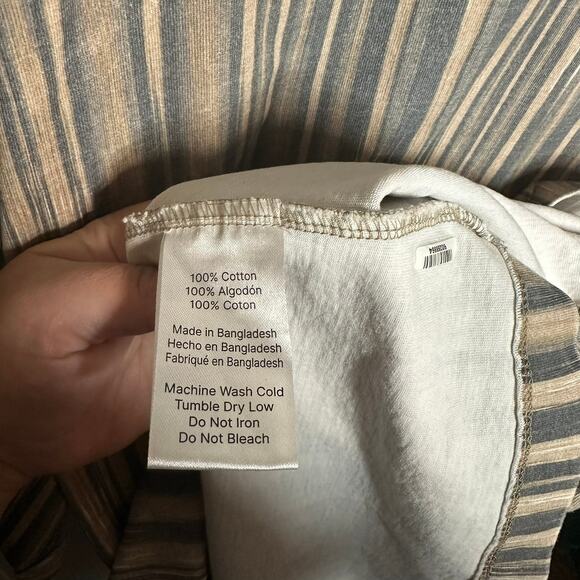 100% Cotton
100% Algodón
100% Coton
Made in Bangladesh
Hecho en Bangladesh
Fabriqué en Bangladesh
Machine Wash Cold
Tumble Dry Low
Do Not Iron
Do Not Bleach